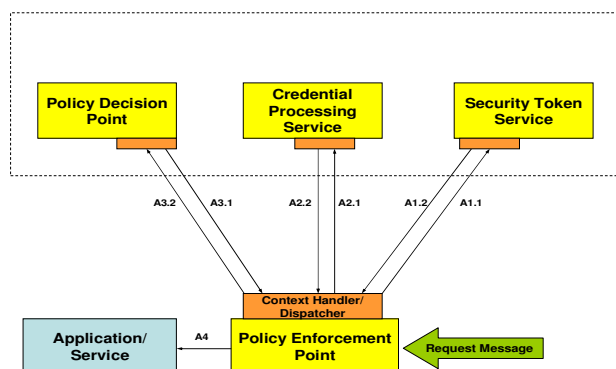 Policy Decision
Point
Credential
Processing
Service
Security Token
Service
A3.2
A3.1
A2.2
A2.1
A1.2
A1.1
Context Handler/
Dispatcher
Application/
Service
A4
Policy Enforcement
Point
Request Message